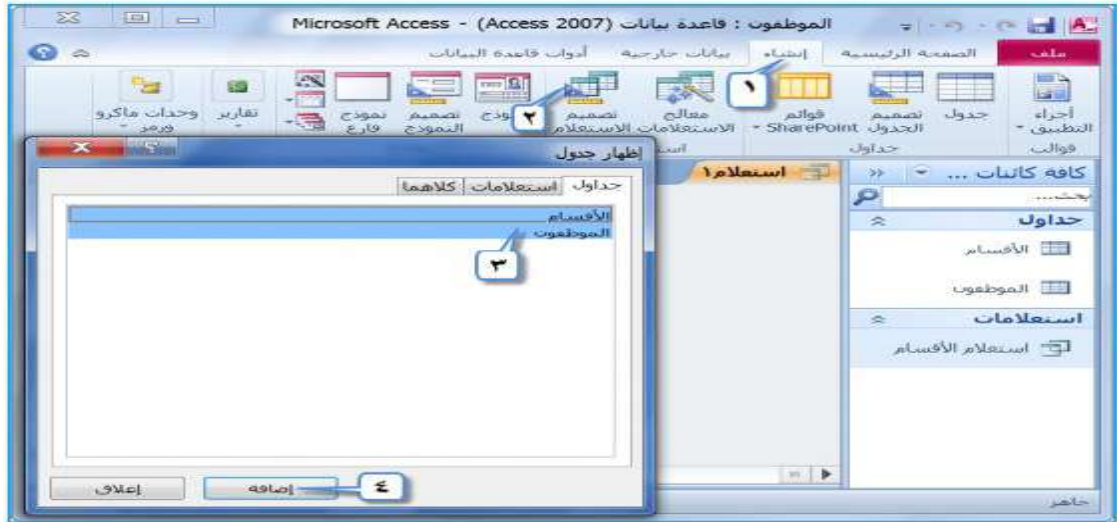 الموظفون : قاعدة بيانات (Access 2007) - Microsoft Access
ملف الصفحة الرئيسية إنشاء بيانات خارجية أدوات قاعدة البيانات
١
أجزاء التطبيق
قوالب
جدول
تصميم الجدول
قوائم SharePoint
جداول
معالج الاستعلامات
تصميم الاستعلام
٢
تصميم النموذج
نموذج فارغ
تقارير
وحدات ماكرو
كافة كائنات ...
بحث...
جداول
الأقسام
الموظفون
استعلامات
استعلام الأقسام
استعلام١
إظهار جدول
جداول استعلامات كلاهما
الأقسام
الموظفون
٣
إضافة
٤
إغلاق
جاهز